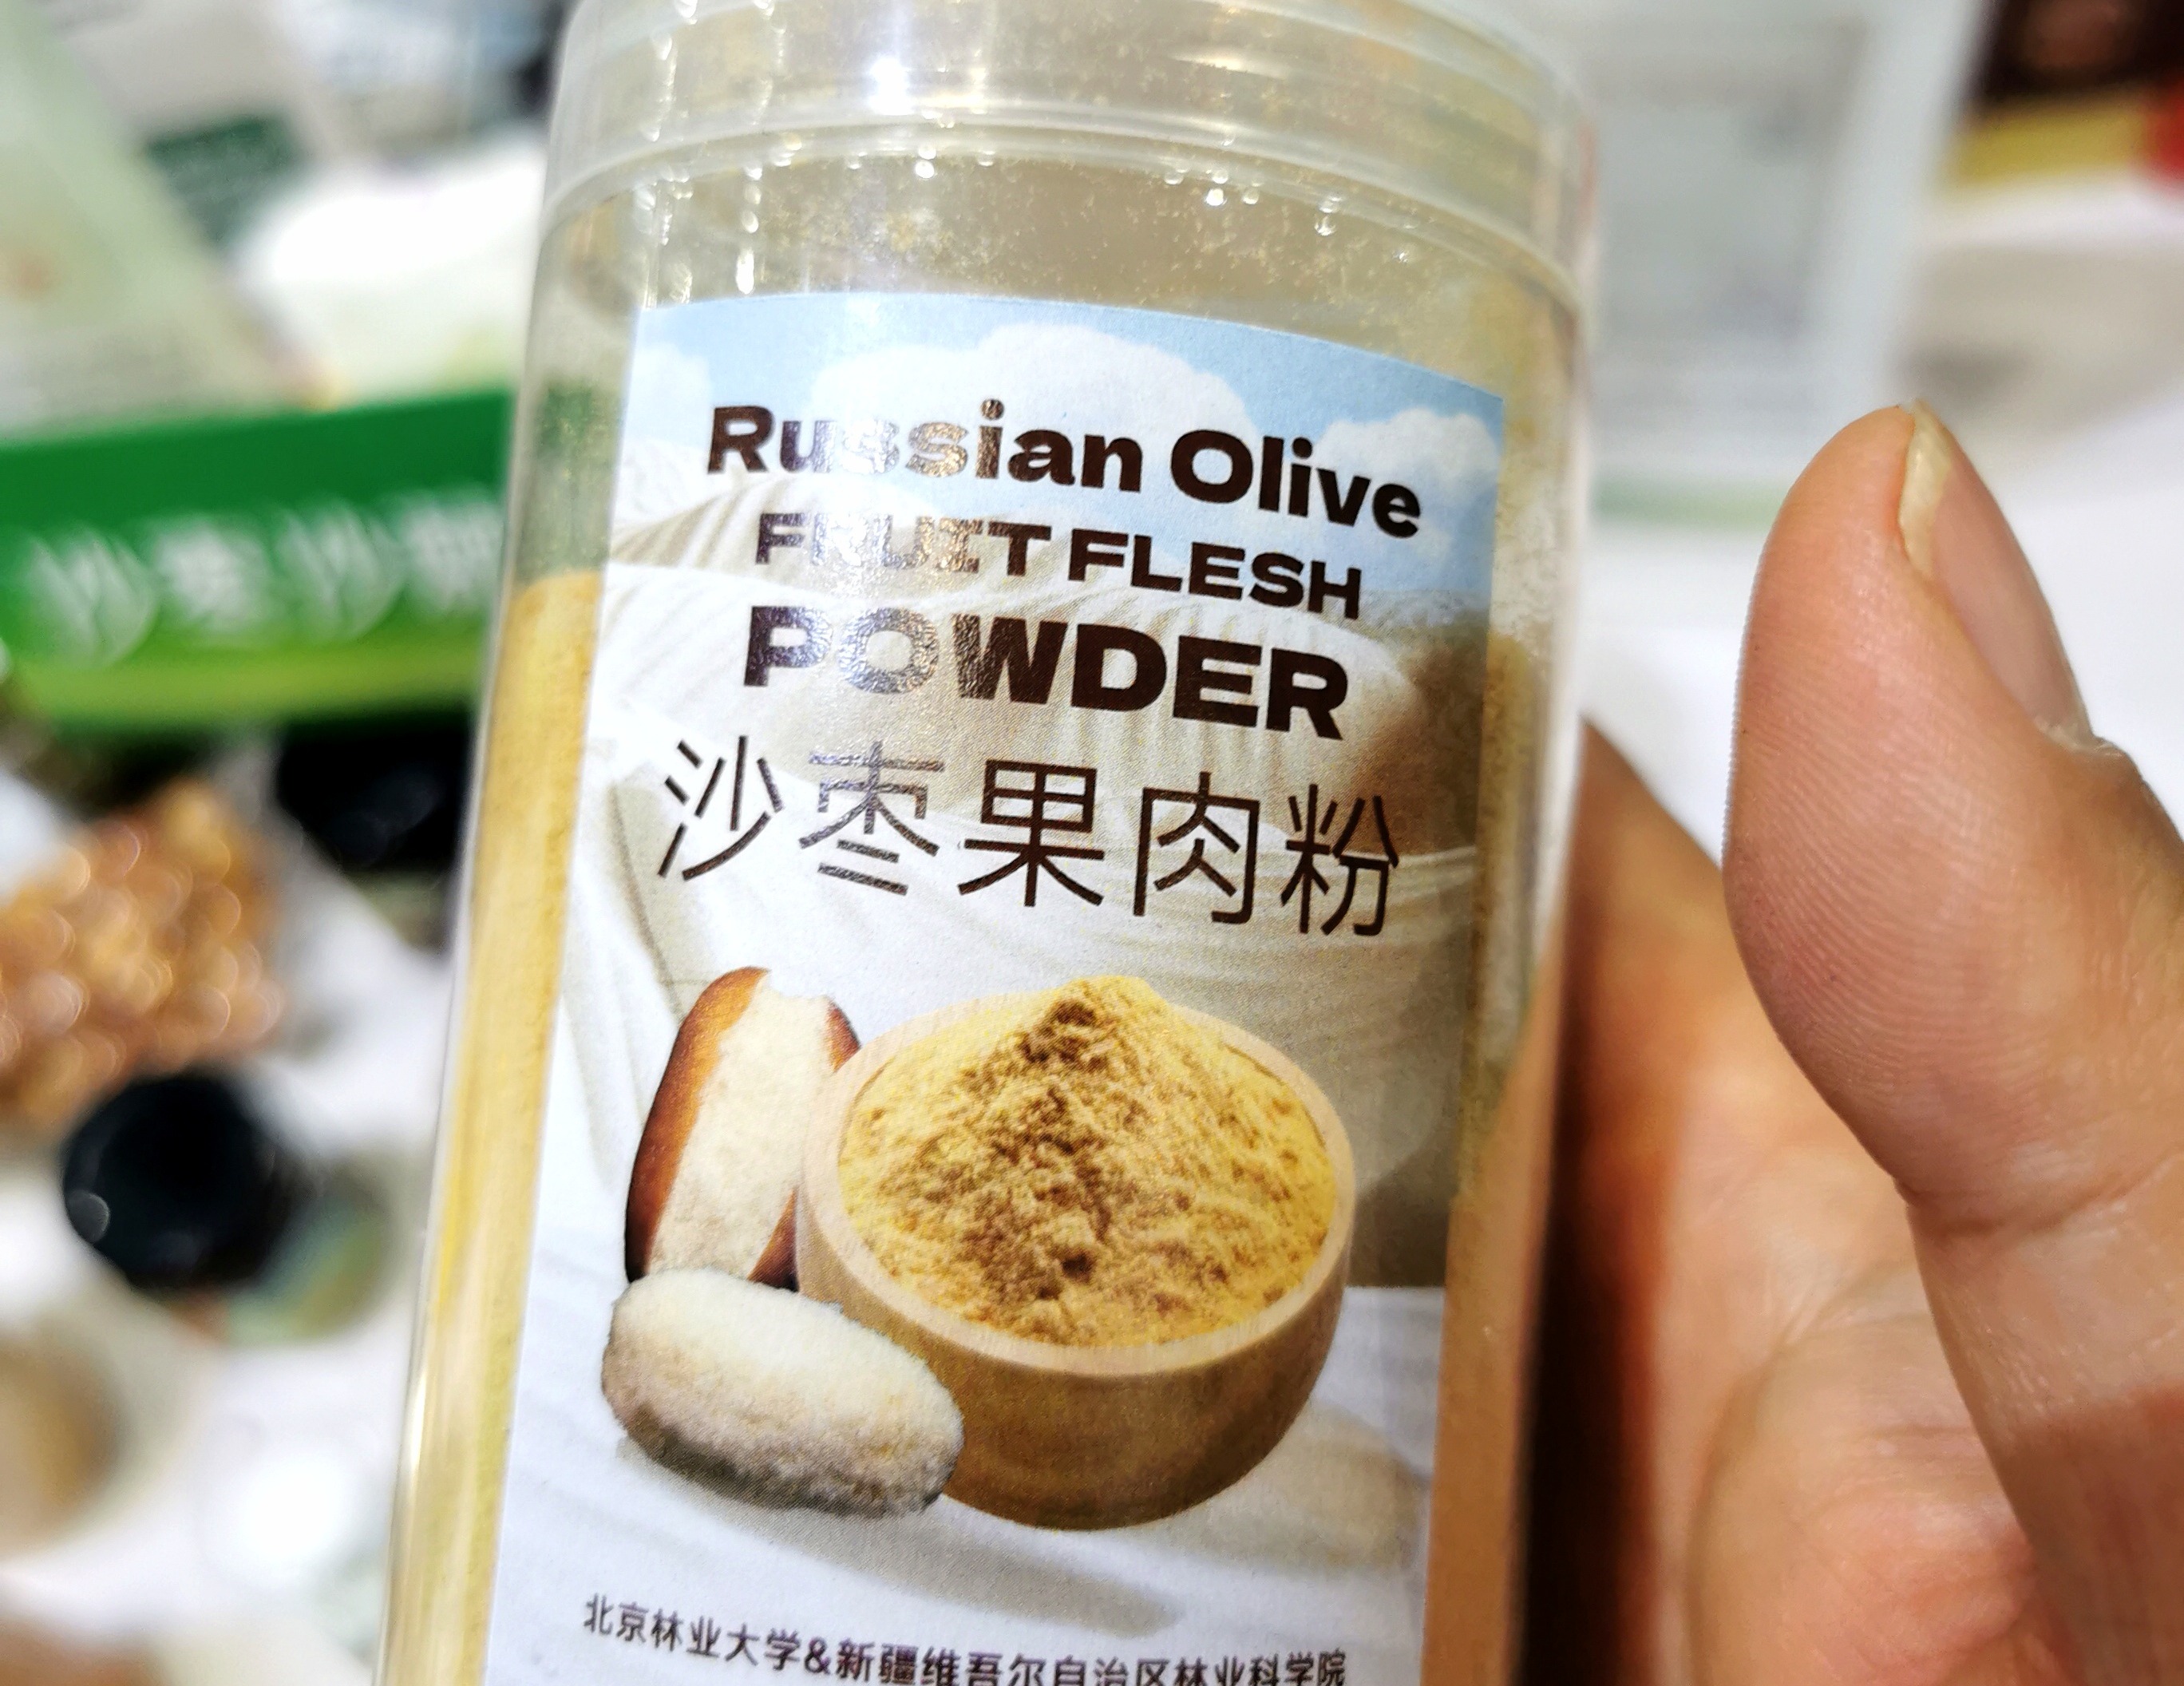 Russian Olive
FRUIT FLESH
POWDER
沙枣果肉粉
北京林业大学&新疆维吾尔自治区林业科学院